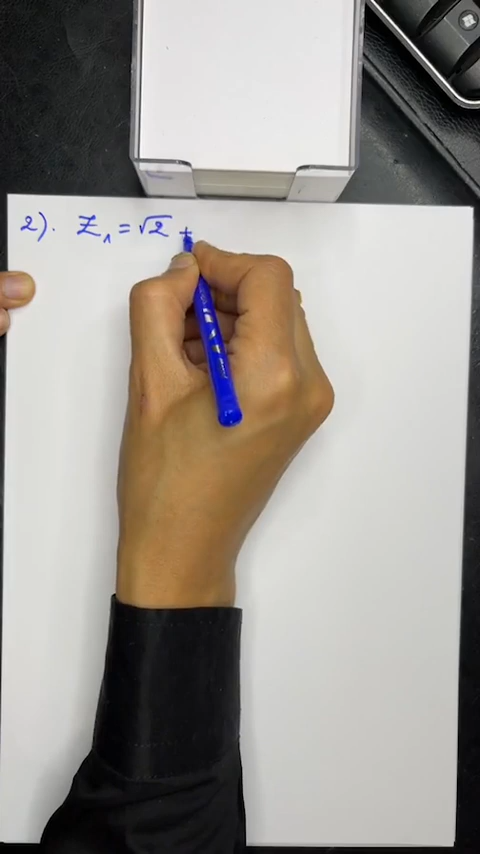 2). Z₁ = √2 +